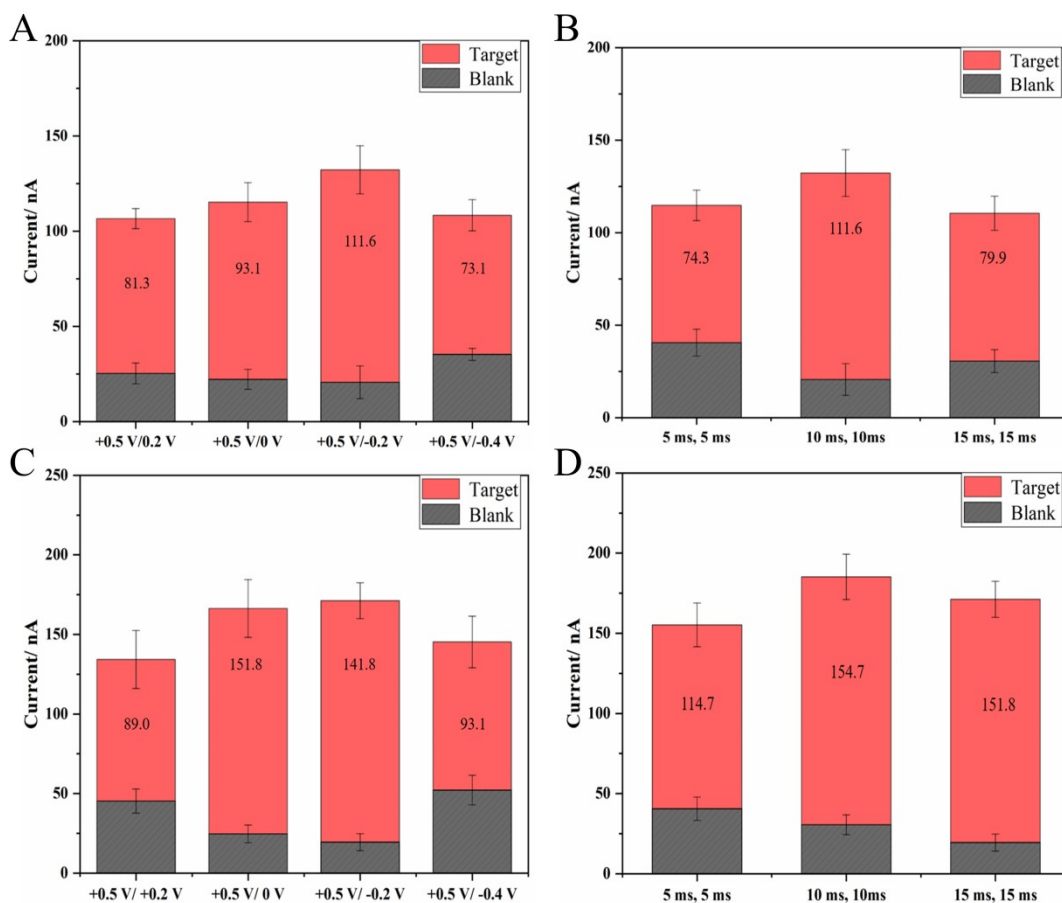 A
200
150
100
50
0
Current/ nA
Target
Blank
81.3
93.1
111.6
73.1
+0.5 V/0.2 V
+0.5 V/0 V
+0.5 V/-0.2 V
+0.5 V/-0.4 V
B
200
150
100
50
0
Current/ nA
Target
Blank
74.3
111.6
79.9
5 ms, 5 ms
10 ms, 10ms
15 ms, 15 ms
C
250
200
150
100
50
0
Current/ nA
Target
Blank
89.0
151.8
141.8
93.1
+0.5 V/ +0.2 V
+0.5 V/ 0 V
+0.5 V/ -0.2 V
+0.5 V/ -0.4 V
D
250
200
150
100
50
0
Current/ nA
Target
Blank
114.7
154.7
151.8
5 ms, 5 ms
10 ms, 10ms
15 ms, 15 ms